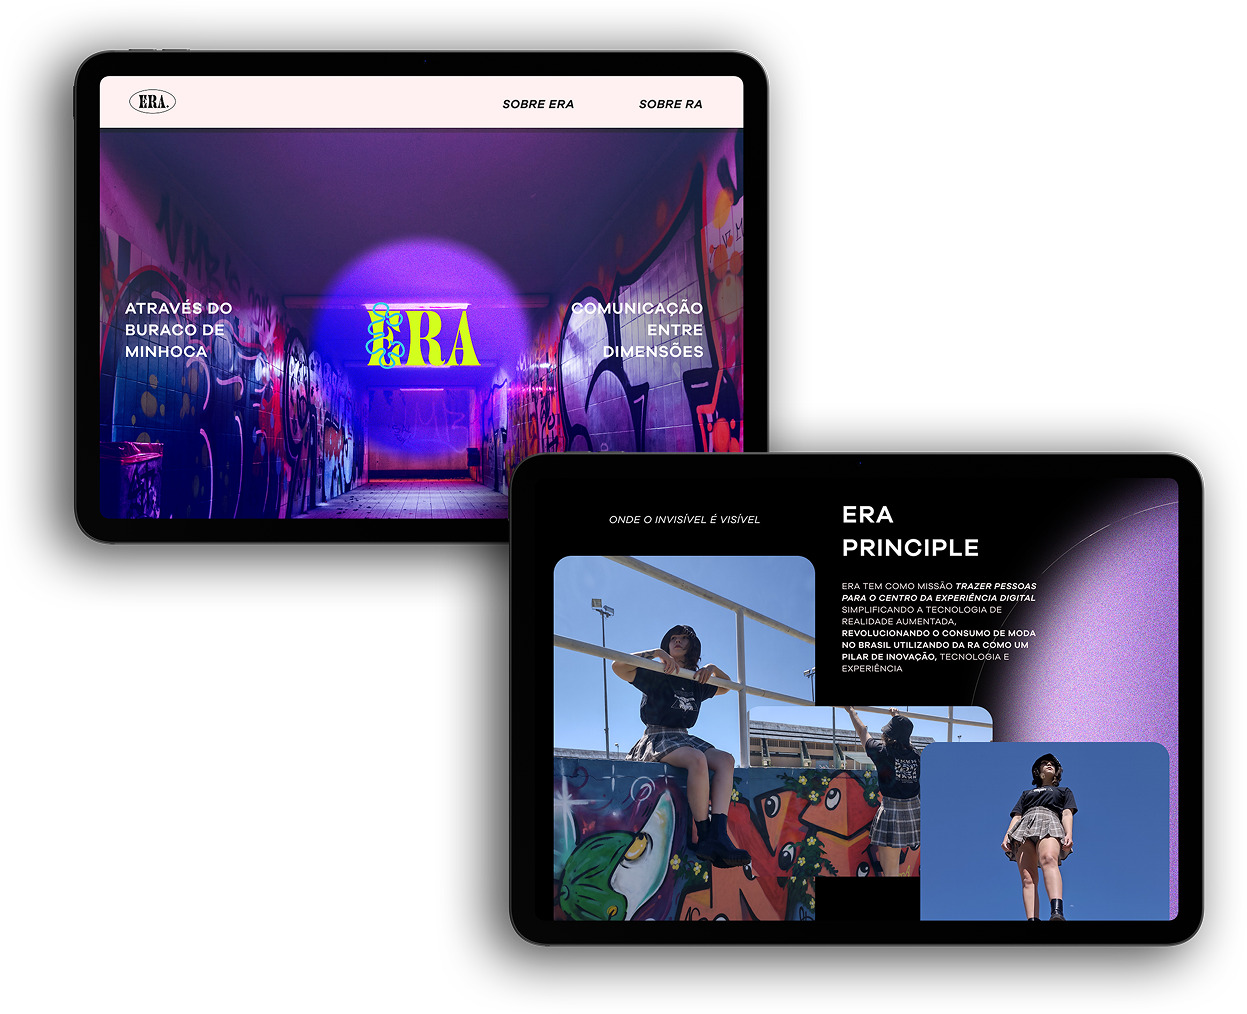 ERA.
SOBRE ERA
SOBRE RA
ATRAVÉS DO
BURACO DE
MINHOCA
ERA
COMUNICAÇÃO
ENTRE
DIMENSÕES
ONDE O INVISÍVEL É VISÍVEL
ERA
PRINCIPLE
ERA TEM COMO MISSÃO TRAZER PESSOAS
PARA O CENTRO DA EXPERIÊNCIA DIGITAL
SIMPLIFICANDO A TECNOLOGIA DE
REALIDADE AUMENTADA,
REVOLUCIONANDO O CONSUMO DE MODA
NO BRASIL UTILIZANDO DA RA COMO UM
PILAR DE INOVAÇÃO, TECNOLOGIA E
EXPERIÊNCIA